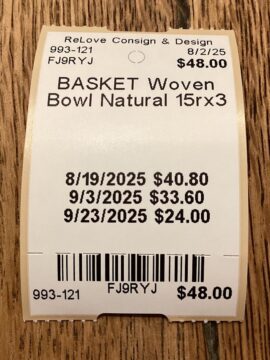 ReLove Consign & Design
993-121 8/2/25
FJ9RYJ $48.00
BASKET Woven
Bowl Natural 15rx3
8/19/2025 $40.80
9/3/2025 $33.60
9/23/2025 $24.00
993-121 FJ9RYJ $48.00